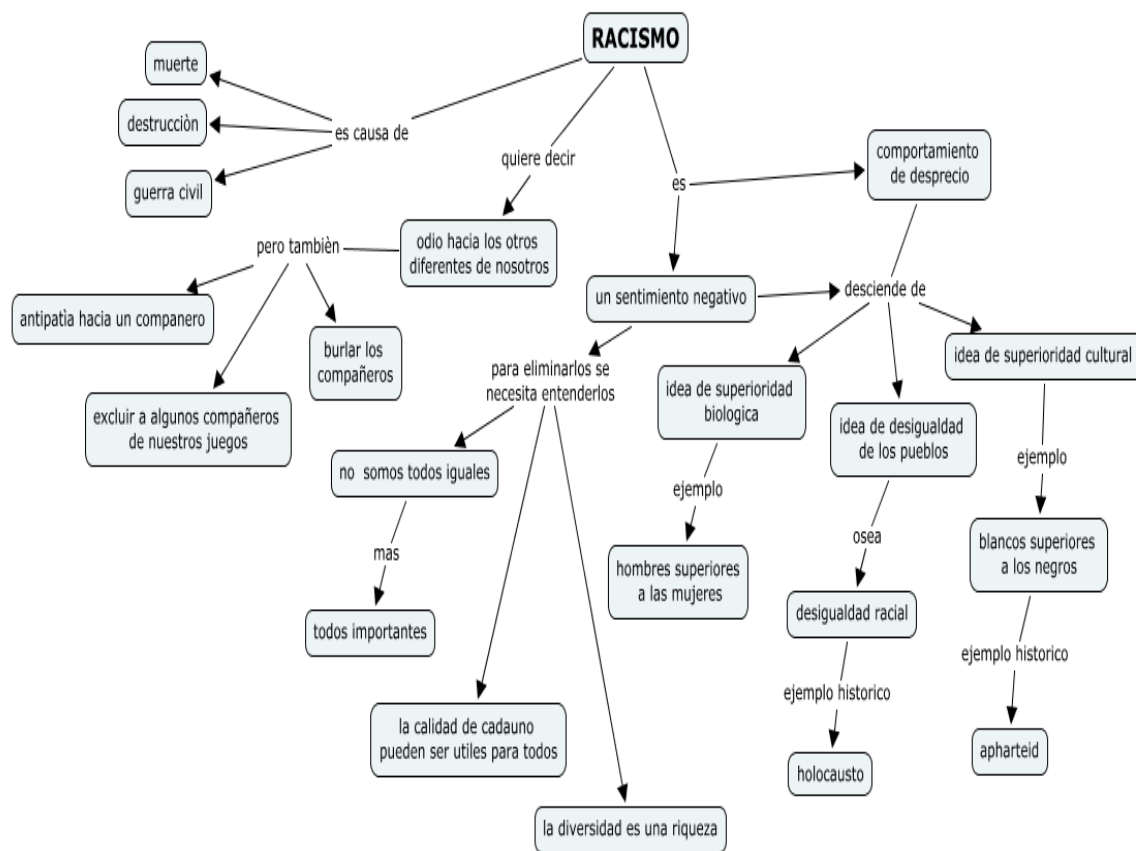 RACISMO
muerte
destrucciòn
guerra civil
es causa de
quiere decir
es
comportamiento
de desprecio
pero tambièn
odio hacia los otros
diferentes de nosotros
un sentimiento negativo
desciende de
antipatìa hacia un companero
burlar los
compañeros
excluir a algunos compañeros
de nuestros juegos
para eliminarlos se
necesita entenderlos
idea de superioridad
biologica
idea de desigualdad
de los pueblos
idea de superioridad cultural
no somos todos iguales
ejemplo
ejemplo
mas
osea
hombres superiores
a las mujeres
blancos superiores
a los negros
todos importantes
desigualdad racial
ejemplo historico
ejemplo historico
la calidad de cadauno
pueden ser utiles para todos
holocausto
apharteid
la diversidad es una riqueza